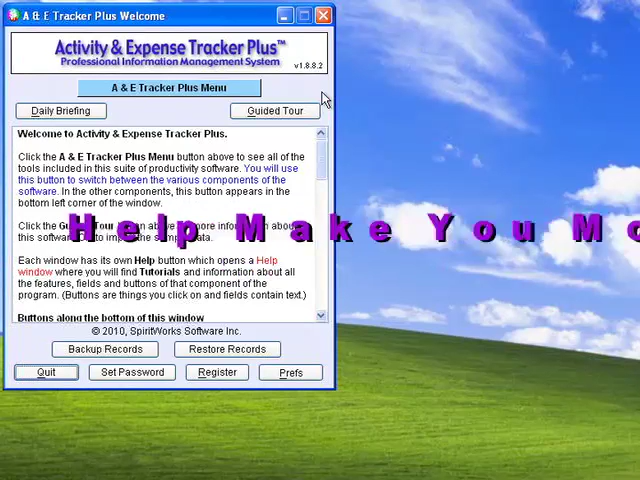 A & E Tracker Plus Welcome
Activity & Expense Tracker Plus™
Professional Information Management System
v1.8.8.2
A & E Tracker Plus Menu
Daily Briefing
Guided Tour
Welcome to Activity & Expense Tracker Plus.
Click the A & E Tracker Plus Menu button above to see all of the
tools included in this suite of productivity software. You will use
this button to switch between the various components of the
software. In the other components, this button appears in the
bottom left corner of the window.
Click the Guided Tour
this software.
Help Make You Mo
Each window has its own Help button which opens a Help
window where you will find Tutorials and information about all
the features, fields and buttons of that component of the
program. (Buttons are things you click on and fields contain text.)
Buttons along the bottom of this window
© 2010, SpiritWorks Software Inc.
Backup Records
Restore Records
Quit
Set Password
Register
Prefs